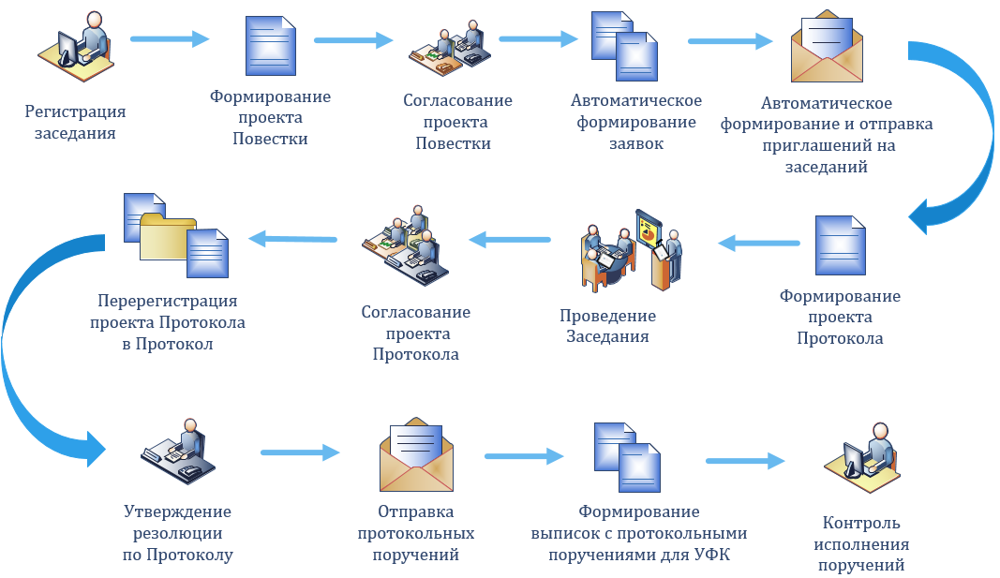 Регистрация
заседания
Формирование
проекта
Повестки
Согласование
проекта
Повестки
Автоматическое
формирование
заявок
Автоматическое
формирование и отправка
приглашений на
заседаний
Формирование
проекта
Протокола
Проведение
Заседания
Согласование
проекта
Протокола
Перерегистрация
проекта Протокола
в Протокол
Утверждение
резолюции
по Протоколу
Отправка
протокольных
поручений
Формирование
выписок с протокольными
поручениями для УФК
Контроль
исполнения
поручений